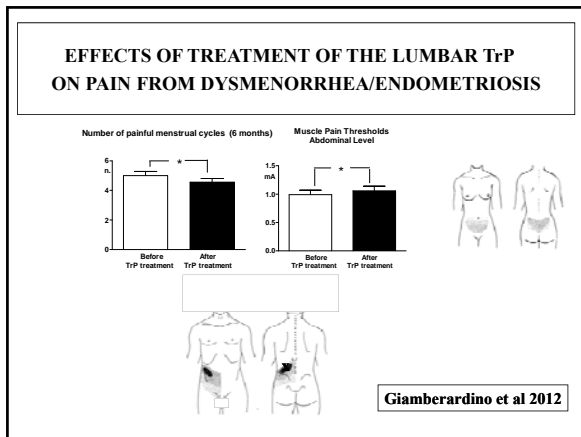 EFFECTS OF TREATMENT OF THE LUMBAR TrP
ON PAIN FROM DYSMENORRHEA/ENDOMETRIOSIS
Number of painful menstrual cycles (6 months)
6
n.
4
2
0
*
Before
TrP treatment
After
TrP treatment
Muscle Pain Thresholds
Abdominal Level
1.5
mA
1.0
0.5
0.0
*
Before
TrP treatment
After
TrP treatment
Giamberardino et al 2012